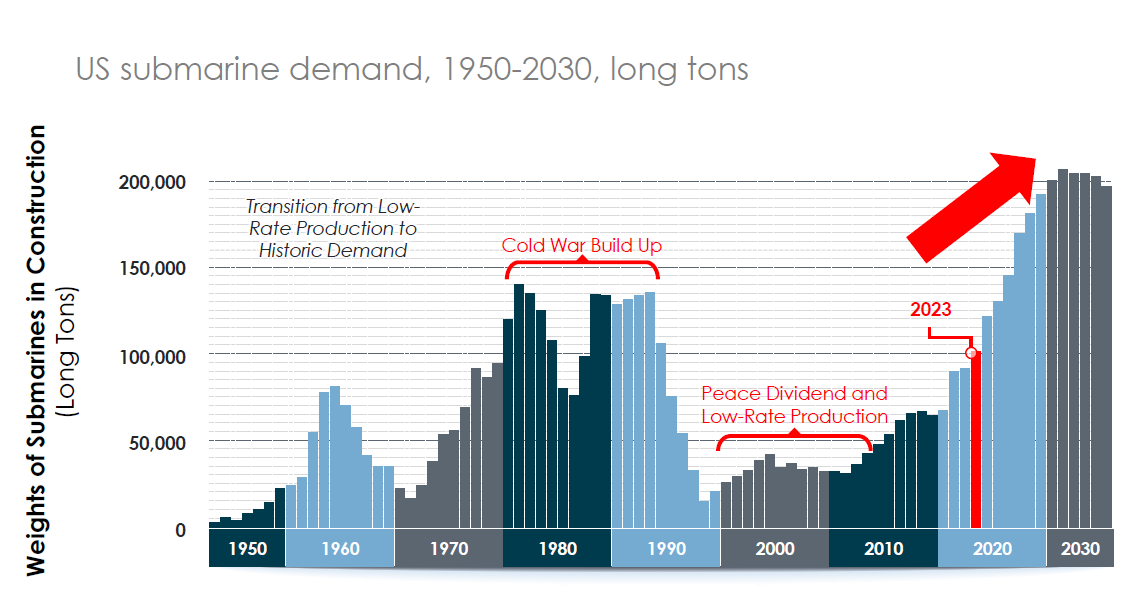 US submarine demand, 1950-2030, long tons
Weights of Submarines in Construction
(Long Tons)
200,000
150,000
100,000
50,000
0
Transition from Low-
Rate Production to
Historic Demand
Cold War Build Up
2023
Peace Dividend and
Low-Rate Production
1950 1960 1970 1980 1990 2000 2010 2020 2030